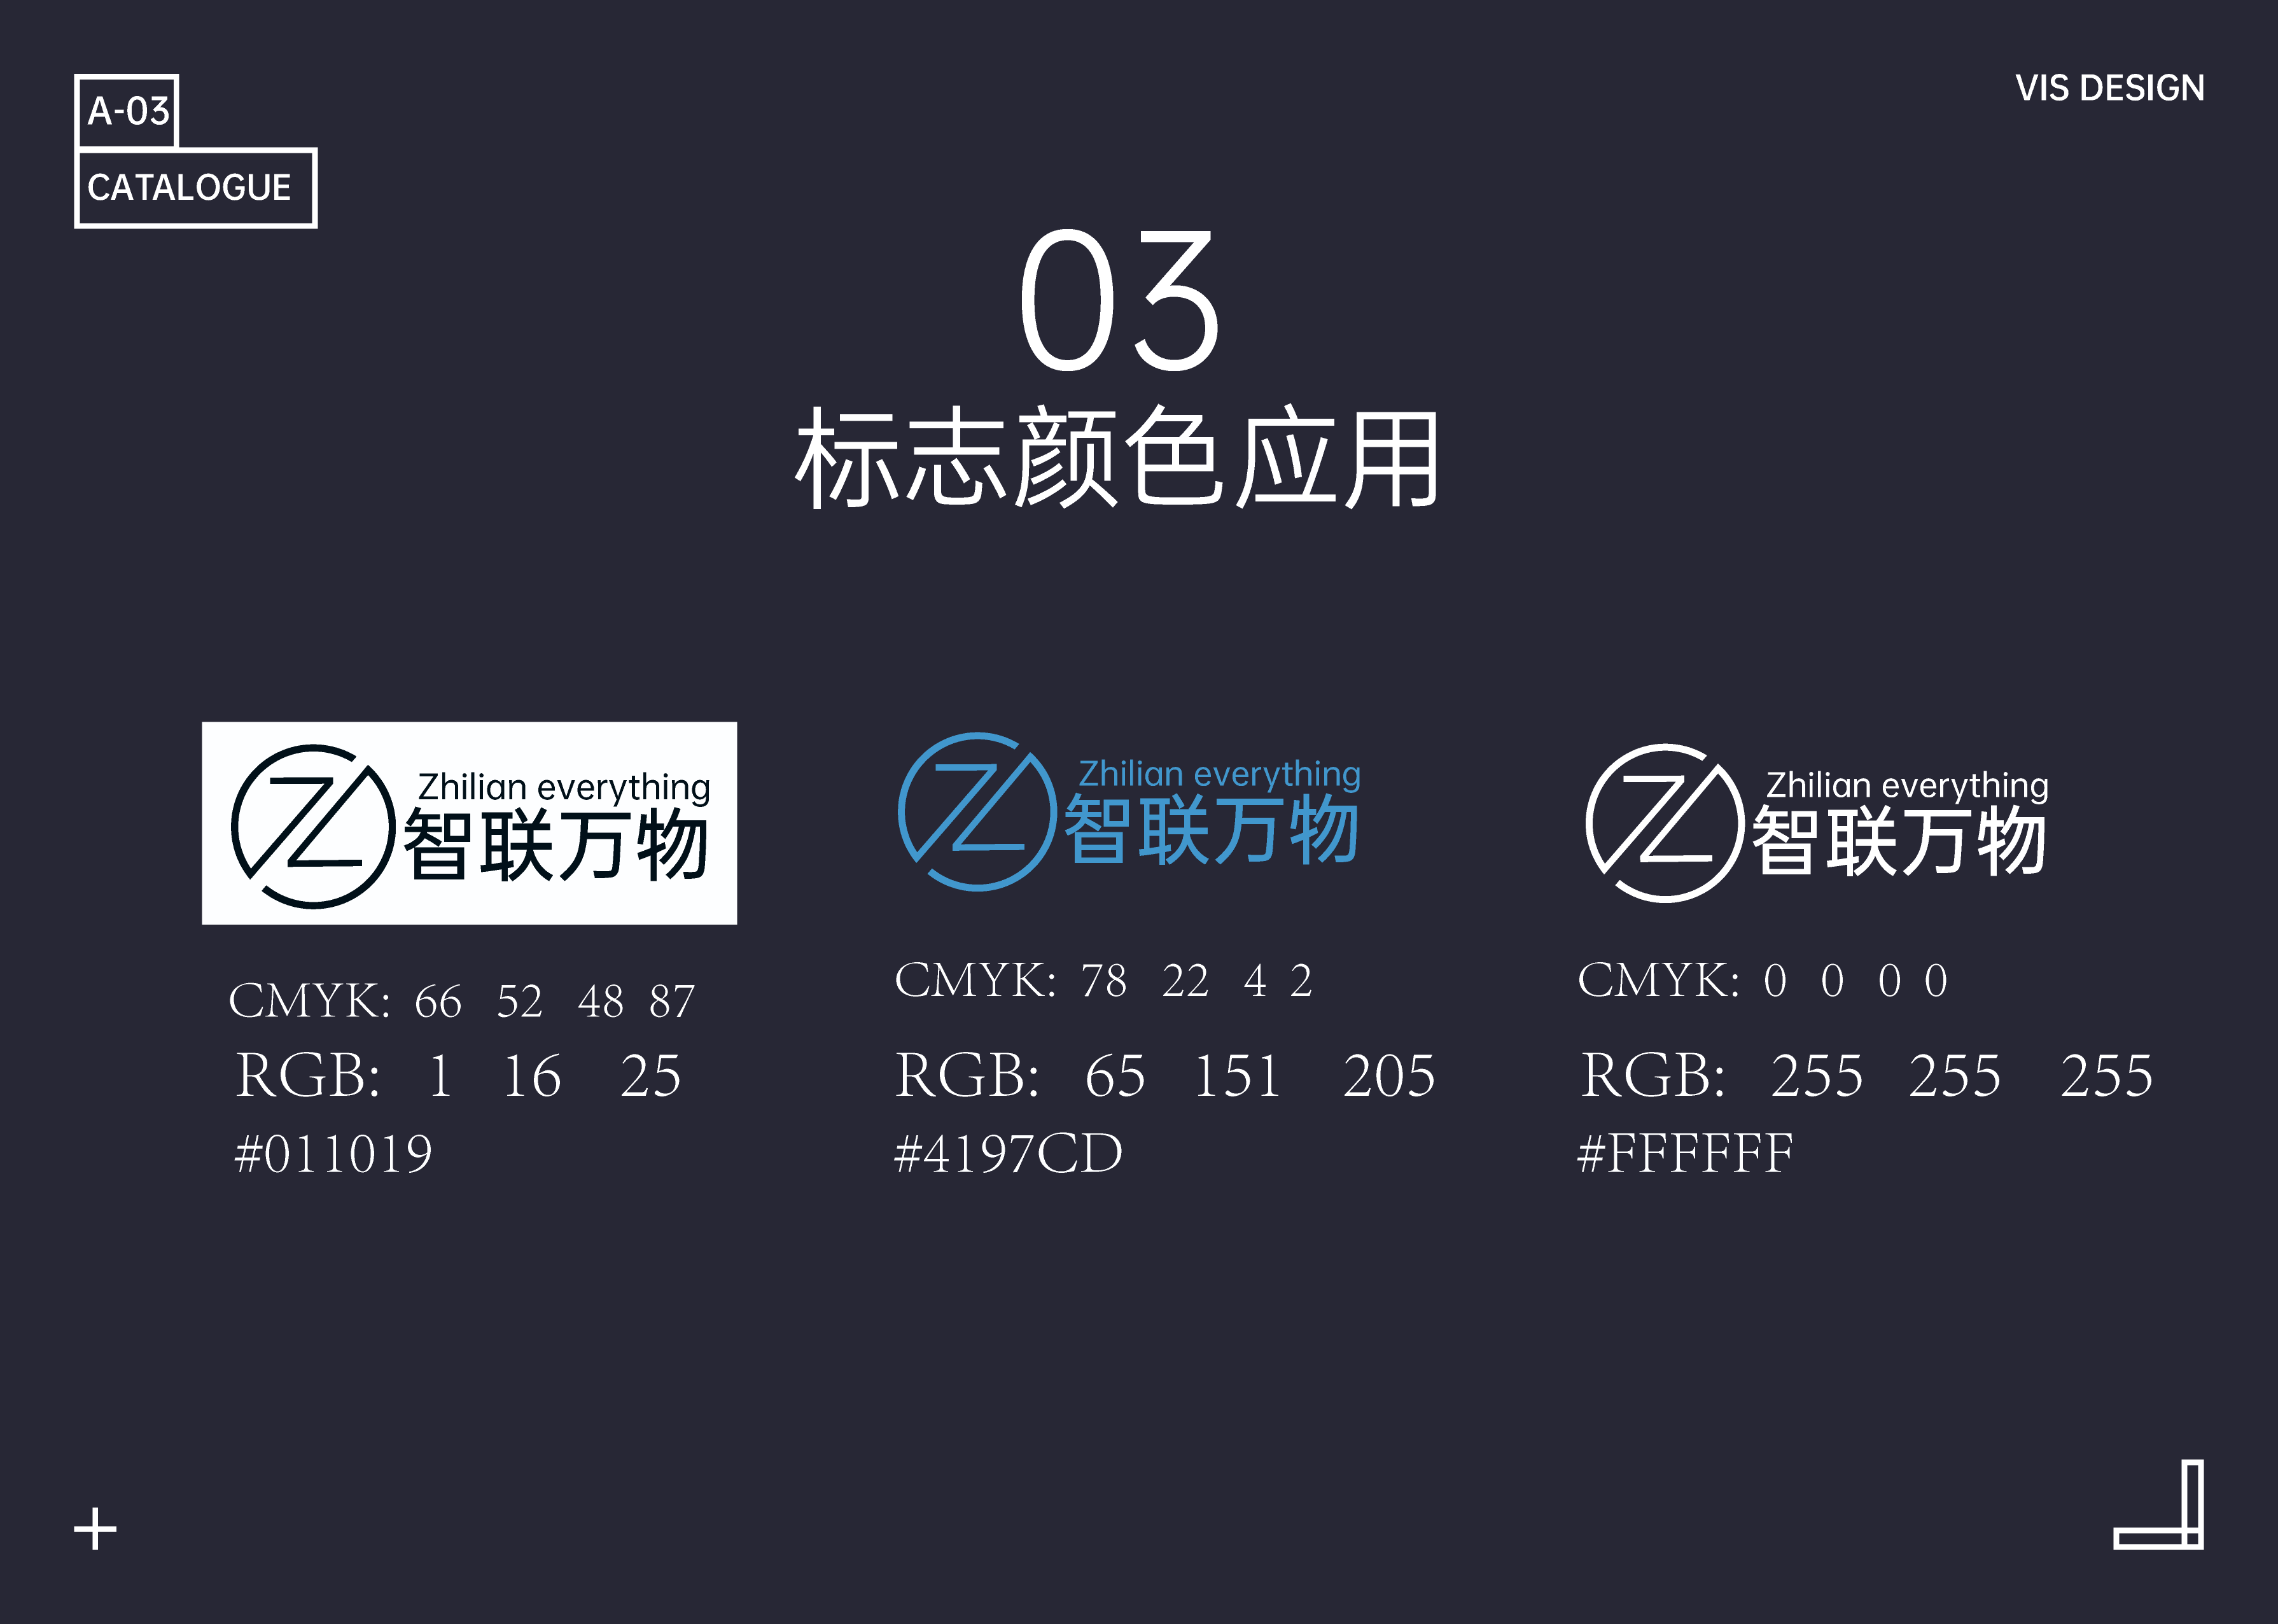 A-03
CATALOGUE
VIS DESIGN
03
标志颜色应用
Zhilian everything
智联万物
CMYK: 66 52 48 87
RGB: 1 16 25
#011019
Zhilian everything
智联万物
CMYK: 78 22 4 2
RGB: 65 151 205
#4197CD
Zhilian everything
智联万物
CMYK: 0 0 0 0
RGB: 255 255 255
#FFFFFF